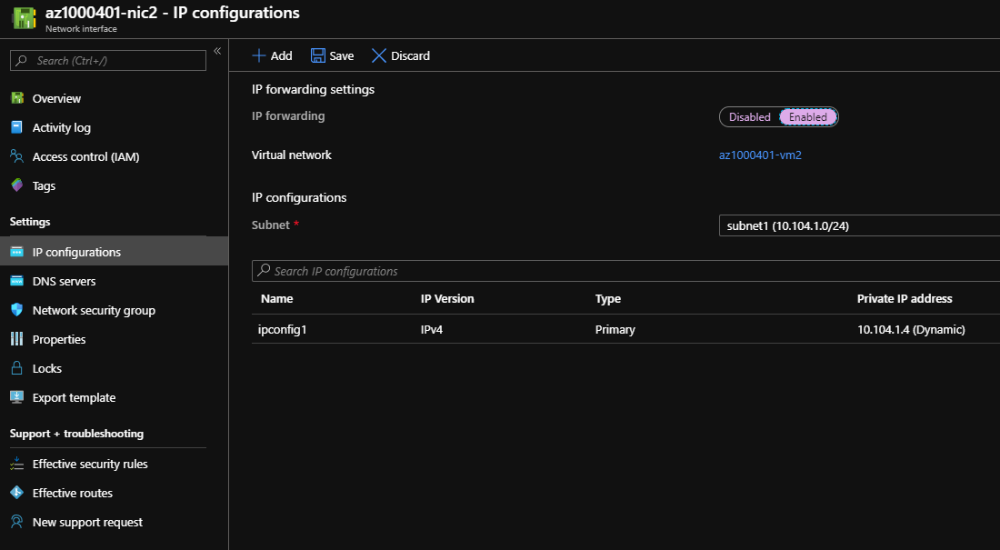 az1000401-nic2 - IP configurations
Network interface
Search (Ctrl+/)
«
Overview
Activity log
Access control (IAM)
Tags
Settings
IP configurations
DNS servers
Network security group
Properties
Locks
Export template
Support + troubleshooting
Effective security rules
Effective routes
New support request
Add Save Discard
IP forwarding settings
IP forwarding Disabled Enabled
Virtual network az1000401-vm2
IP configurations
Subnet * subnet1 (10.104.1.0/24)
Search IP configurations
Name IP Version Type Private IP address
ipconfig1 IPv4 Primary 10.104.1.4 (Dynamic)